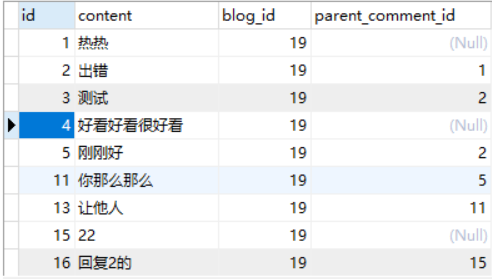 id content blog_id parent_comment_id
1 热热 19 (Null)
2 出错 19 1
3 测试 19 2
4 好看好看很好看 19 (Null)
5 刚刚好 19 2
11 你那么那么 19 5
13 让他人 19 11
15 22 19 (Null)
16 回复2的 19 15